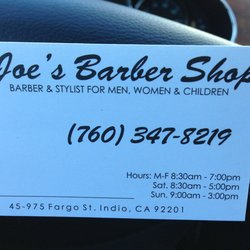 Joe's Barber Shop
BARBER & STYLIST FOR MEN, WOMEN & CHILDREN
(760) 347-8219
Hours: M-F 8:30am - 7:00pm
Sat. 8:30am - 5:30pm
Sun. 9:00am - 3:00pm
45-975 Fargo St. Indio, CA 92201